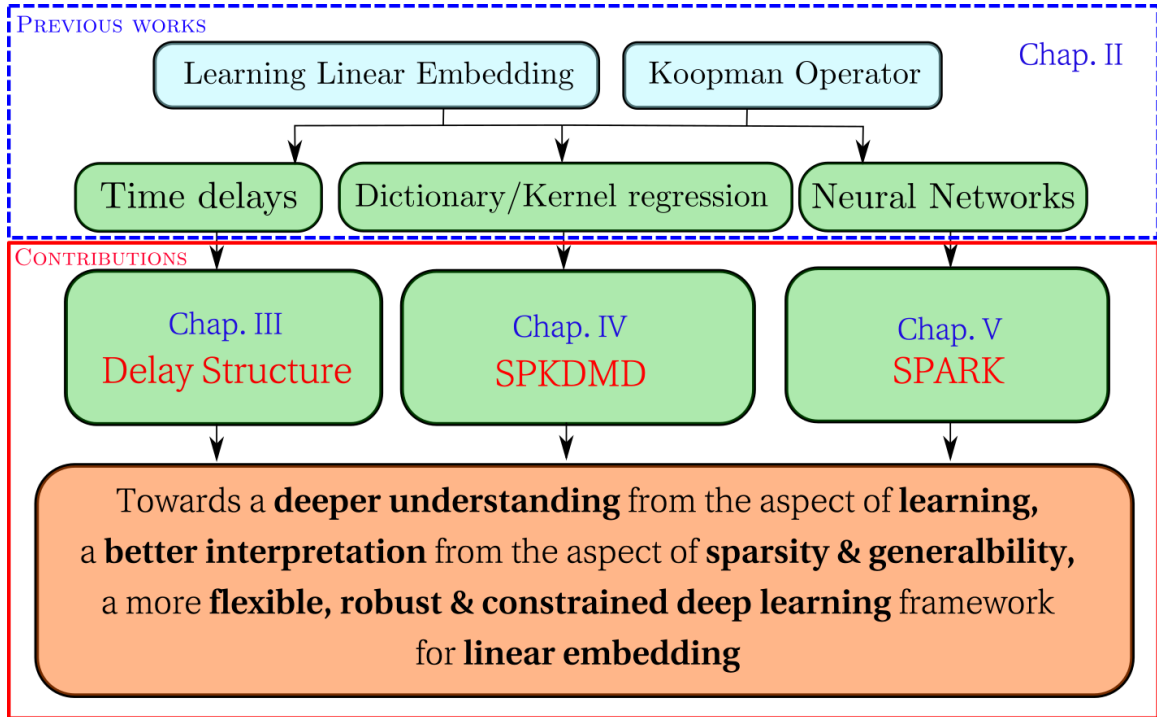 PREVIOUS WORKS
Chap. II
Learning Linear Embedding
Koopman Operator
Time delays
Dictionary/Kernel regression
Neural Networks
CONTRIBUTIONS
Chap. III
Delay Structure
Chap. IV
SPKDMD
Chap. V
SPARK
Towards a deeper understanding from the aspect of learning,
a better interpretation from the aspect of sparsity & generalbility,
a more flexible, robust & constrained deep learning framework
for linear embedding